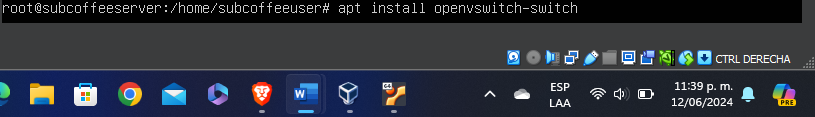 root@subcoffeeserver:/home/subcoffeeuser# apt install openvswitch-switch
CTRL DERECHA
ESP
LAA
11:39 p. m.
12/06/2024